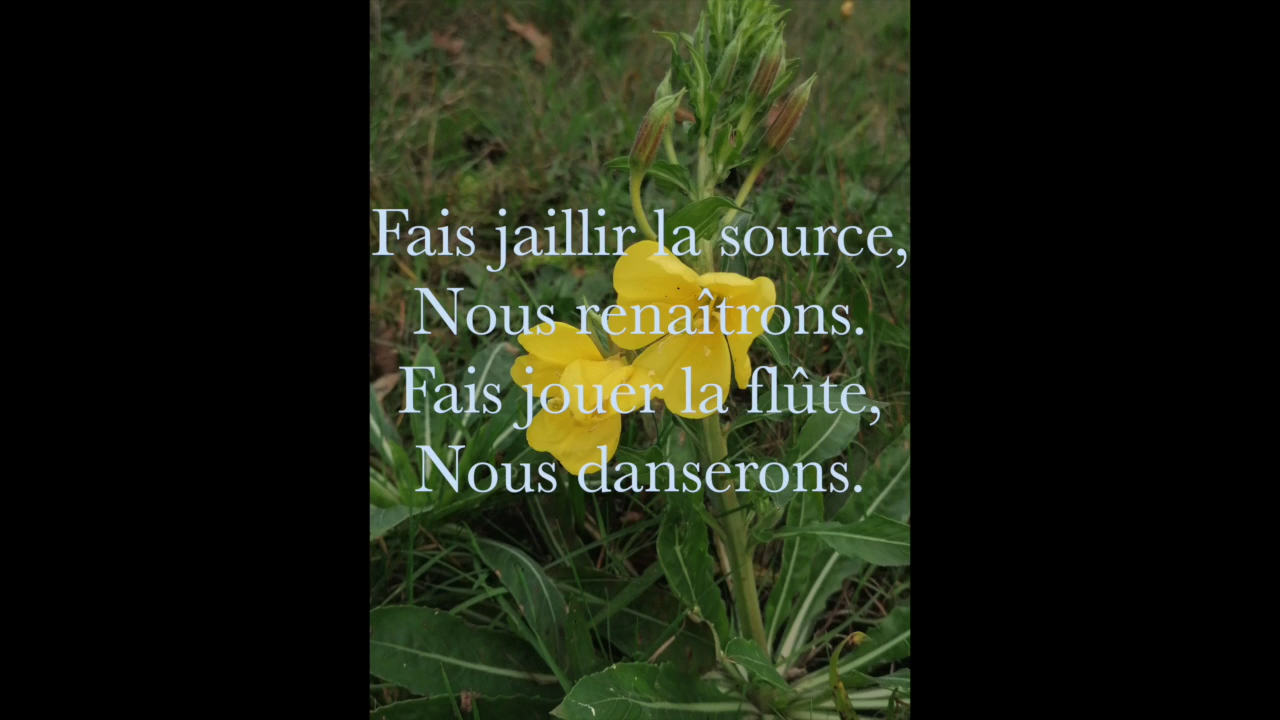 Fais jaillir la source,
Nous renaîtrons.
Fais jouer la flûte,
Nous danserons.